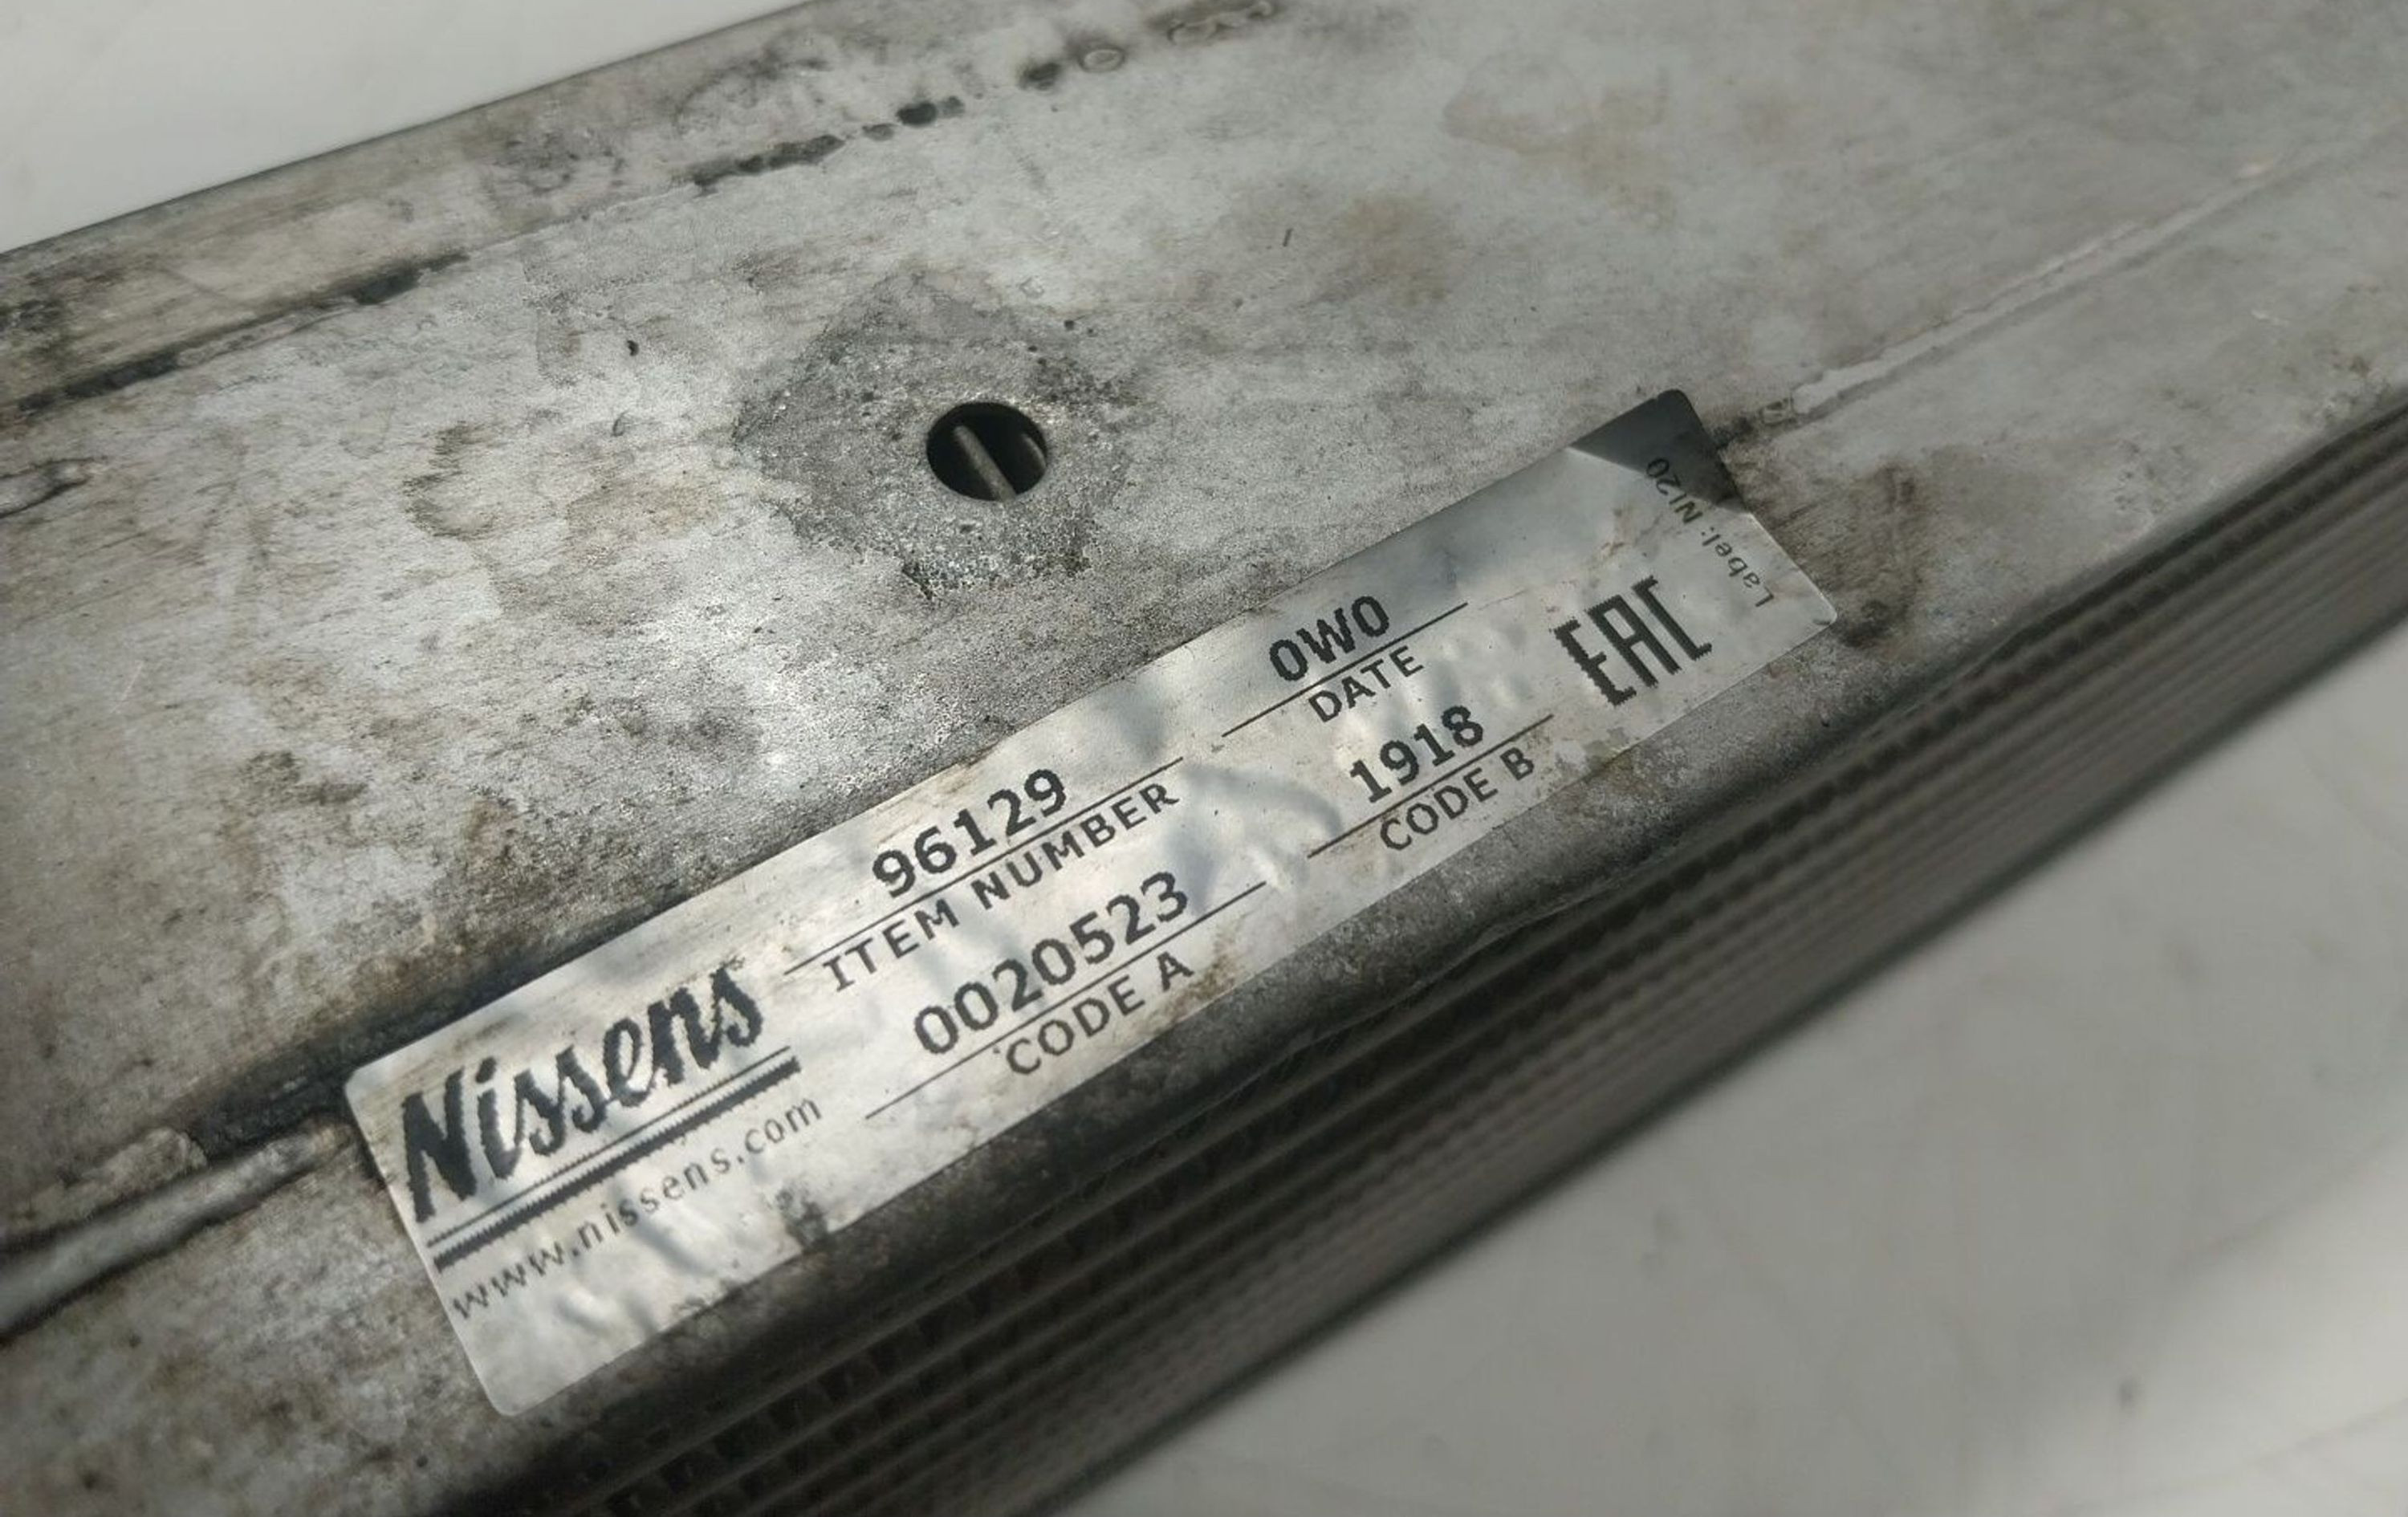 Nissens
www.nissens.com
96129
ITEM NUMBER
0020523
CODE A
OWO
DATE
1918
CODE B
EAC
Label: NI20